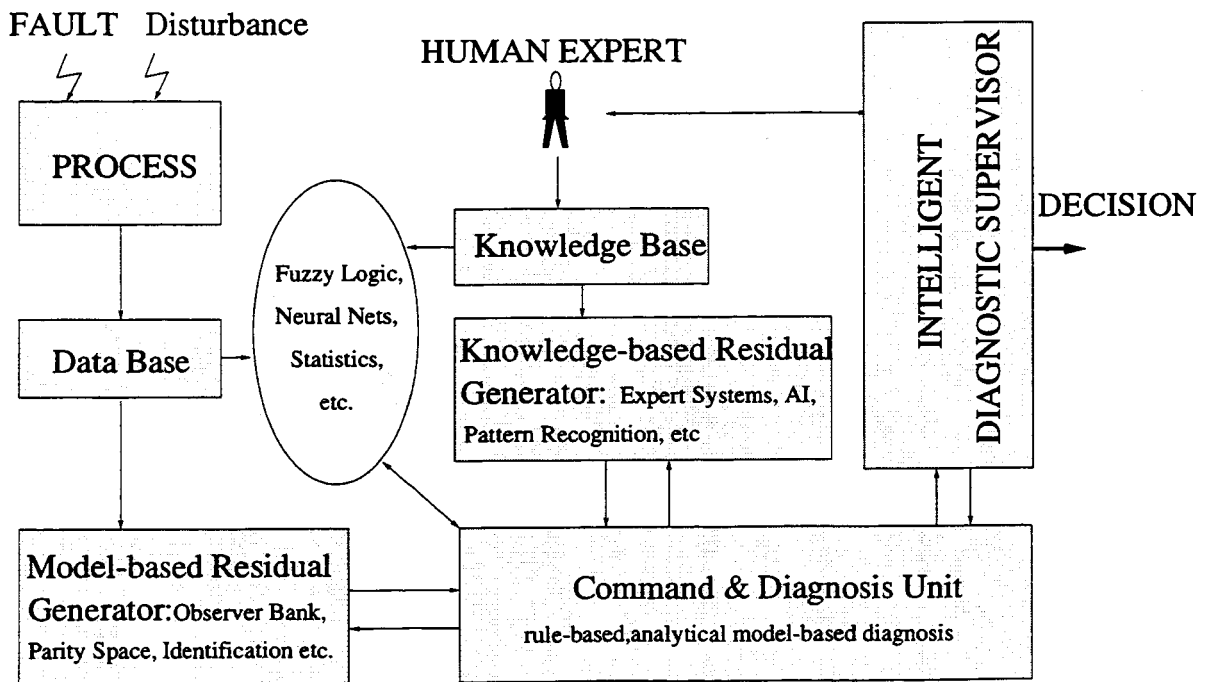 FAULT Disturbance
HUMAN EXPERT
PROCESS
Knowledge Base
Fuzzy Logic,
Neural Nets,
Statistics,
etc.
Data Base
Knowledge-based Residual
Generator: Expert Systems, AI,
Pattern Recognition, etc
INTELLIGENT
DIAGNOSTIC SUPERVISOR
DECISION
Model-based Residual
Generator:Observer Bank,
Parity Space, Identification etc.
Command & Diagnosis Unit
rule-based,analytical model-based diagnosis